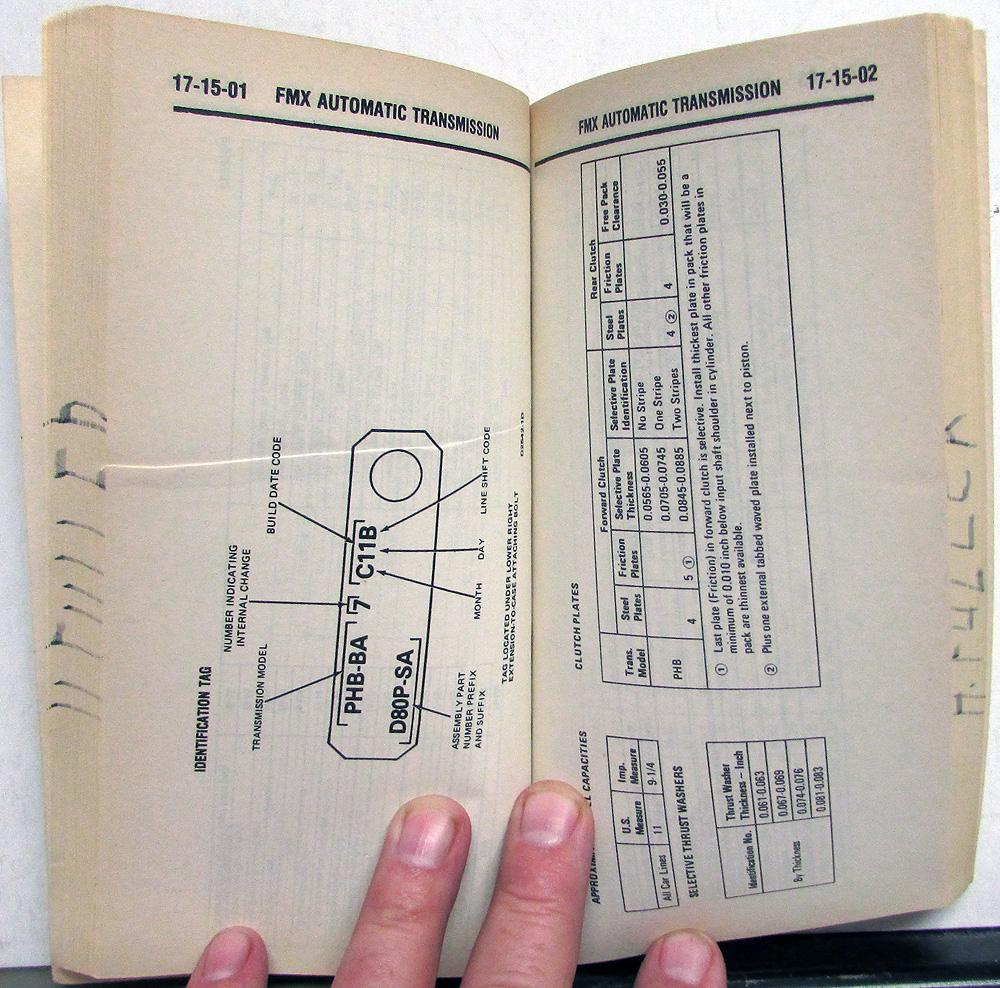 17-15-01 FMX AUTOMATIC TRANSMISSION
IDENTIFICATION TAG
TRANSMISSION MODEL
NUMBER INDICATING
INTERNAL CHANGE
BUILD DATE CODE
PHB-BA 7 C11B
D80P-SA
ASSEMBLY PART
NUMBER PREFIX
AND SUFFIX
MONTH
DAY
LINE SHIFT CODE
TAG LOCATED UNDER LOWER RIGHT
EXTENSION-TO-CASE ATTACHING BOLT
D2542-1D
FMX AUTOMATIC TRANSMISSION 17-15-02
CAPACITIES
U.S. Measure Imp. Measure
All Car Lines 11 9-1/4
SELECTIVE THRUST WASHERS
Identification No. Thrust Washer Thickness – Inch
By Thickness
0.061-0.063
0.067-0.069
0.074-0.076
0.081-0.083
CLUTCH PLATES
Forward Clutch Rear Clutch
Trans. Model Steel Plates Friction Plates Selective Plate Thickness Selective Plate Identification Steel Plates Friction Plates Free Pack Clearance
0.0565-0.0605 No Stripe
0.0705-0.0745 One Stripe
PHB 4 5 ① 0.0845-0.0885 Two Stripes 4 ② 4 0.030-0.055
① Last plate (Friction) in forward clutch is selective. Install thickest plate in pack that will be a
minimum of 0.010 inch below input shaft shoulder in cylinder. All other friction plates in
pack are thinnest available.
② Plus one external tabbed waved plate installed next to piston.